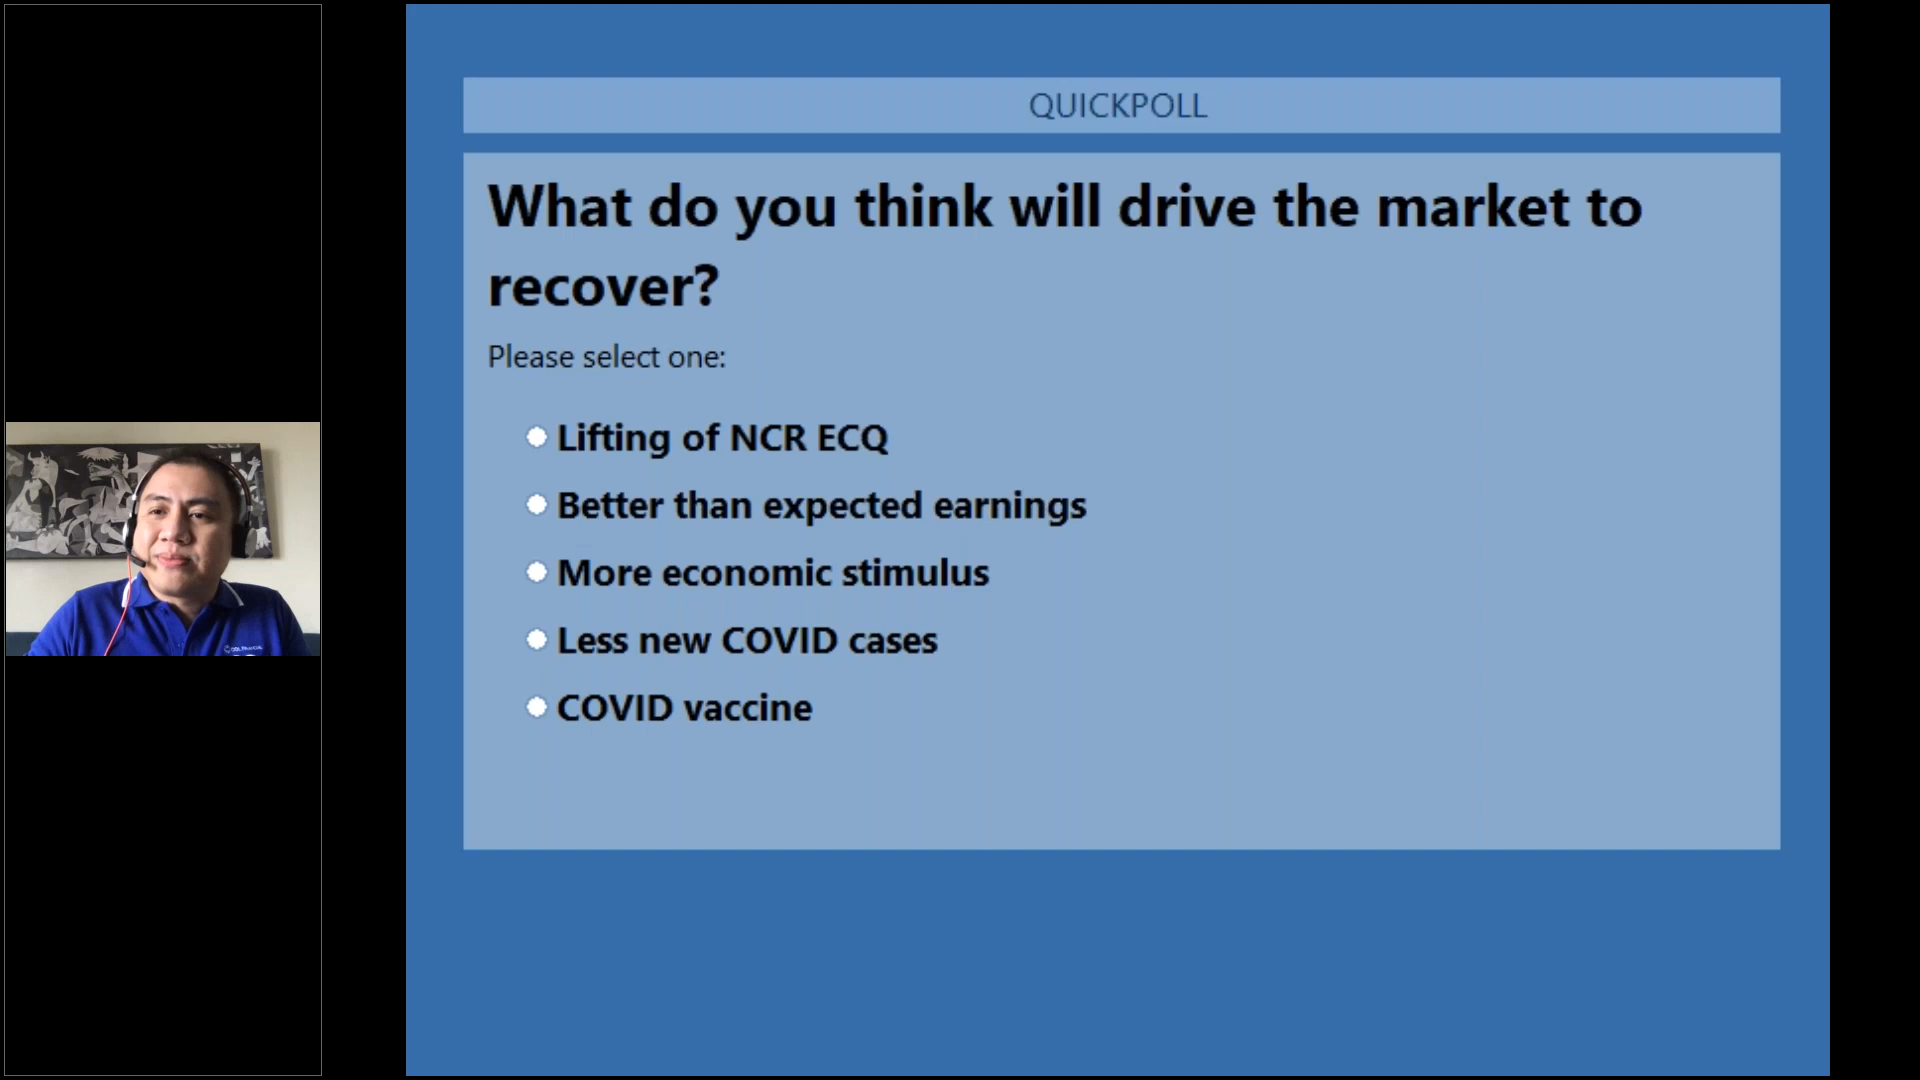 QUICKPOLL
What do you think will drive the market to
recover?
Please select one:
Lifting of NCR ECQ
Better than expected earnings
More economic stimulus
Less new COVID cases
COVID vaccine